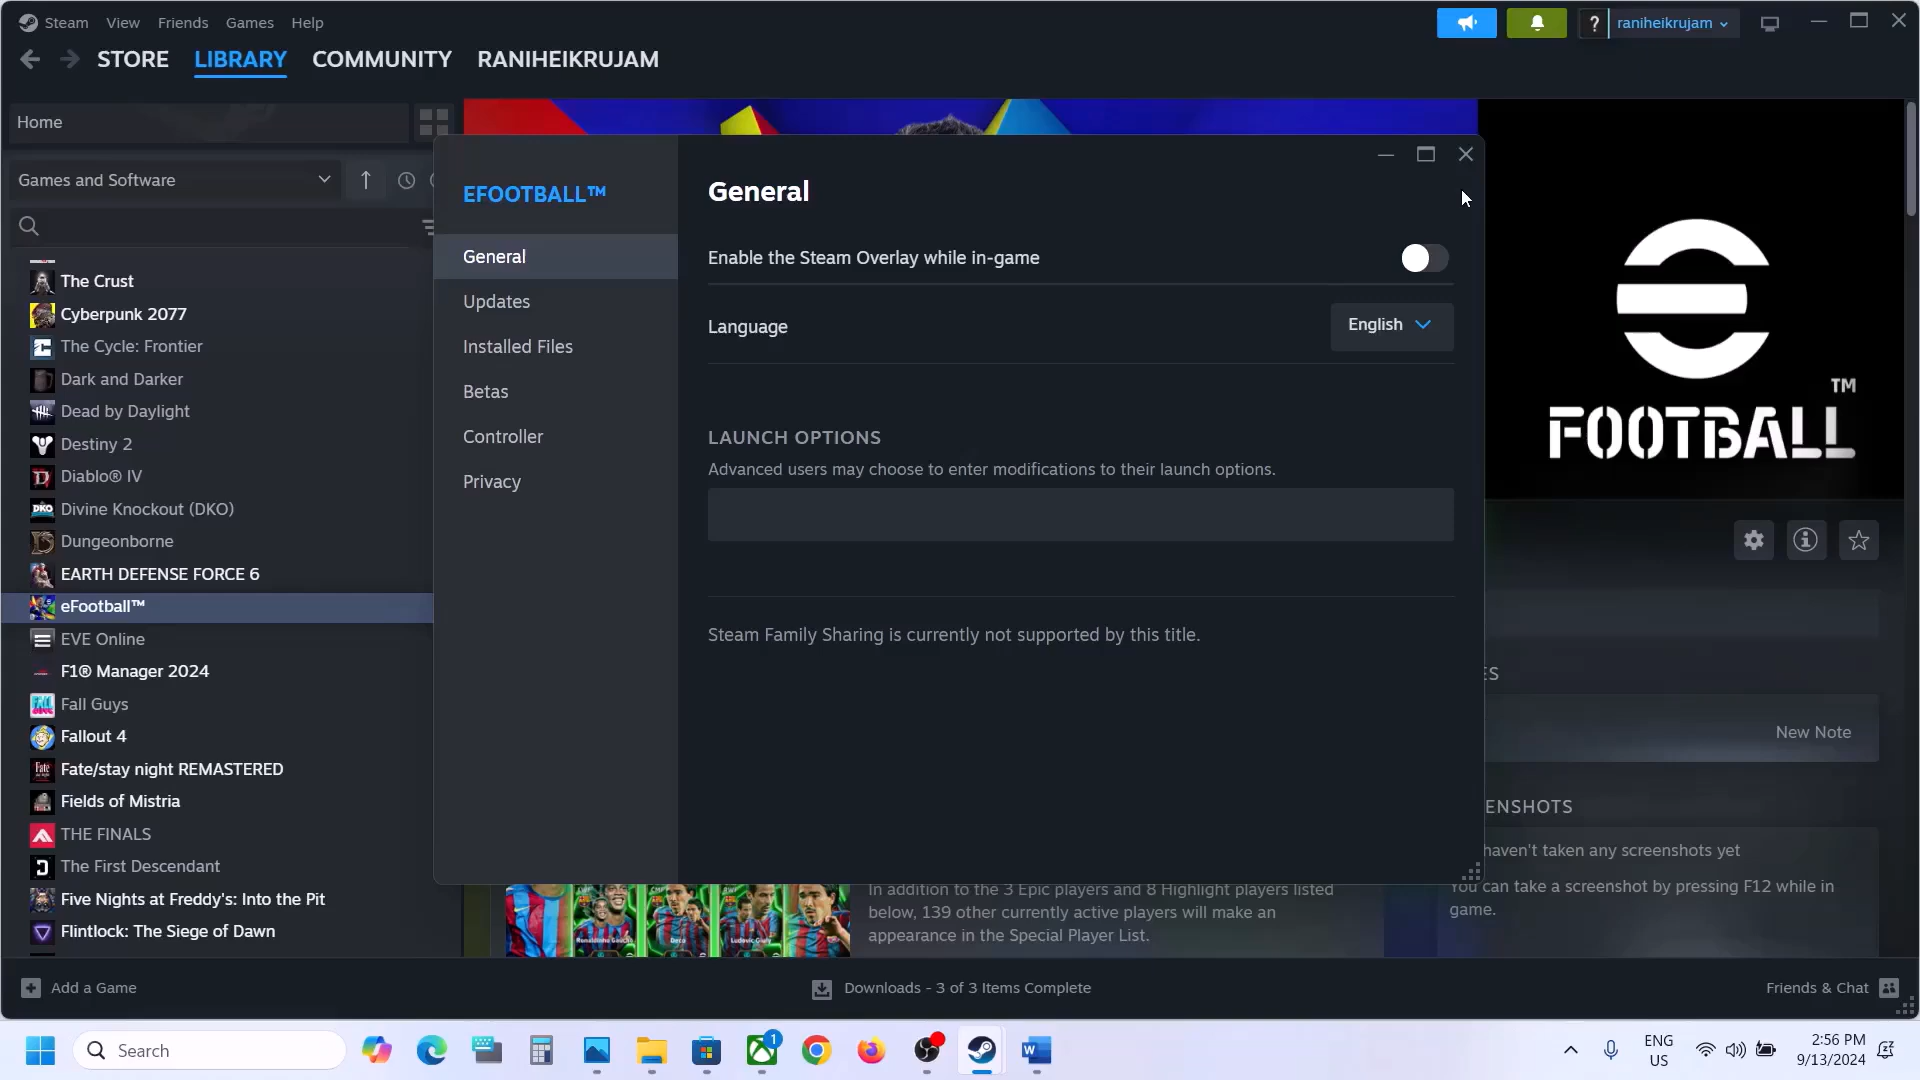 Steam View Friends Games Help
? raniheikrujam
STORE LIBRARY COMMUNITY RANIHEIKRUJAM
Home
Games and Software
The Crust
Cyberpunk 2077
The Cycle: Frontier
Dark and Darker
Dead by Daylight
Destiny 2
Diablo® IV
Divine Knockout (DKO)
Dungeonborne
EARTH DEFENSE FORCE 6
eFootball™
EVE Online
F1® Manager 2024
Fall Guys
Fallout 4
Fate/stay night REMASTERED
Fields of Mistria
THE FINALS
The First Descendant
Five Nights at Freddy's: Into the Pit
Flintlock: The Siege of Dawn
EFOOTBALL™
General
Updates
Installed Files
Betas
Controller
Privacy
General
Enable the Steam Overlay while in-game
Language
English
LAUNCH OPTIONS
Advanced users may choose to enter modifications to their launch options.
Steam Family Sharing is currently not supported by this title.
TM
FOOTBALL
ES
New Note
ENSHOTS
haven't taken any screenshots yet
You can take a screenshot by pressing F12 while in
game.
In addition to the 3 Epic players and 8 Highlight players listed
below, 139 other currently active players will make an
appearance in the Special Player List.
Add a Game
Downloads - 3 of 3 Items Complete
Friends & Chat
Search
1
ENG
US
2:56 PM
9/13/2024